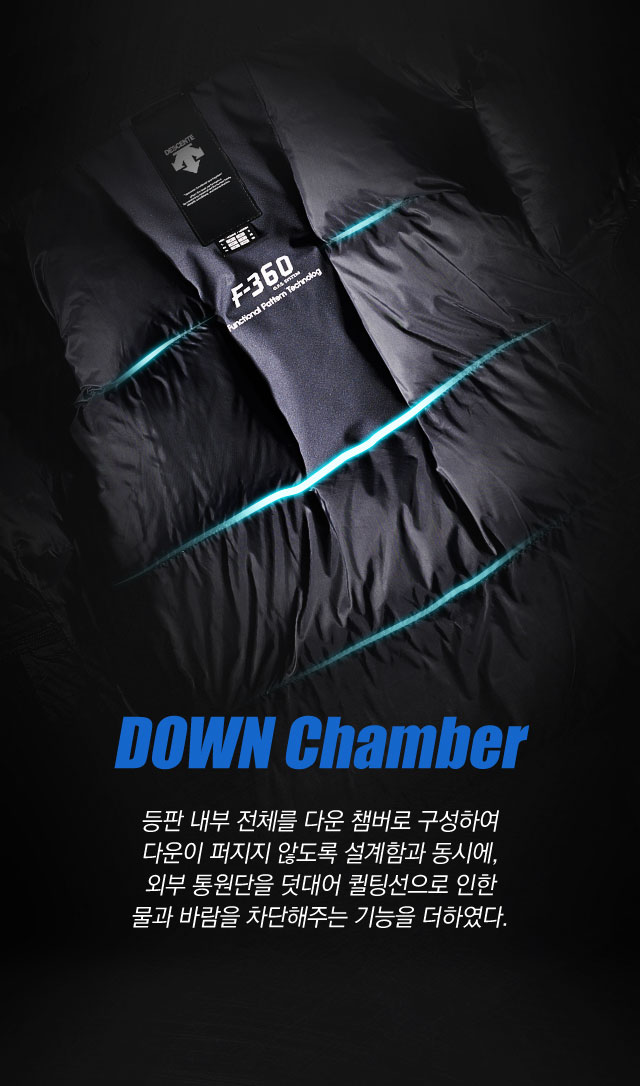 DESCENTE
F-360
Functional Pattern Technolog
DOWN Chamber
등판 내부 전체를 다운 챔버로 구성하여
다운이 퍼지지 않도록 설계함과 동시에,
외부 통원단을 덧대어 퀼팅선으로 인한
물과 바람을 차단해주는 기능을 더하였다.